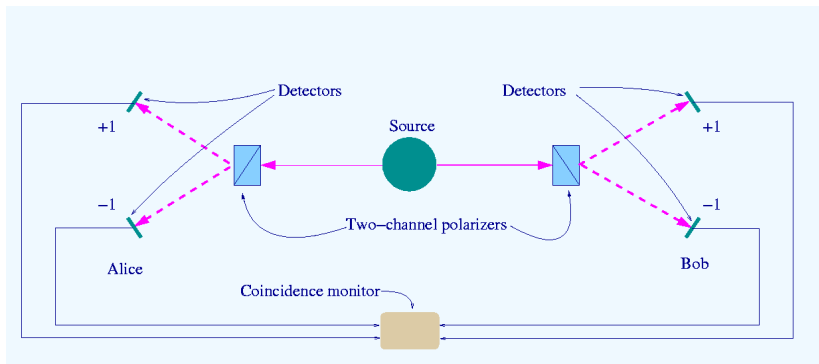 Detectors
Detectors
Source
+1
+1
−1
−1
Two−channel polarizers
Alice
Bob
Coincidence monitor